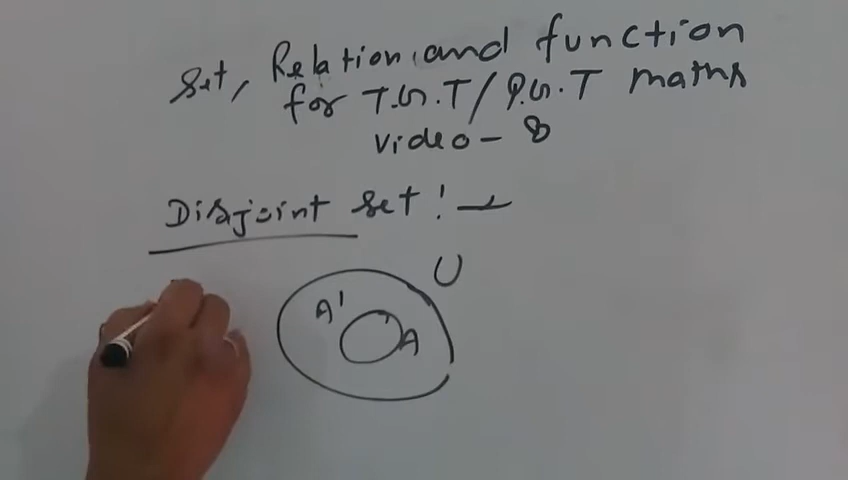 Set, Relation, and function
for T.G.T/P.G.T maths
video - 8
Disjoint set :-
U
A'
A